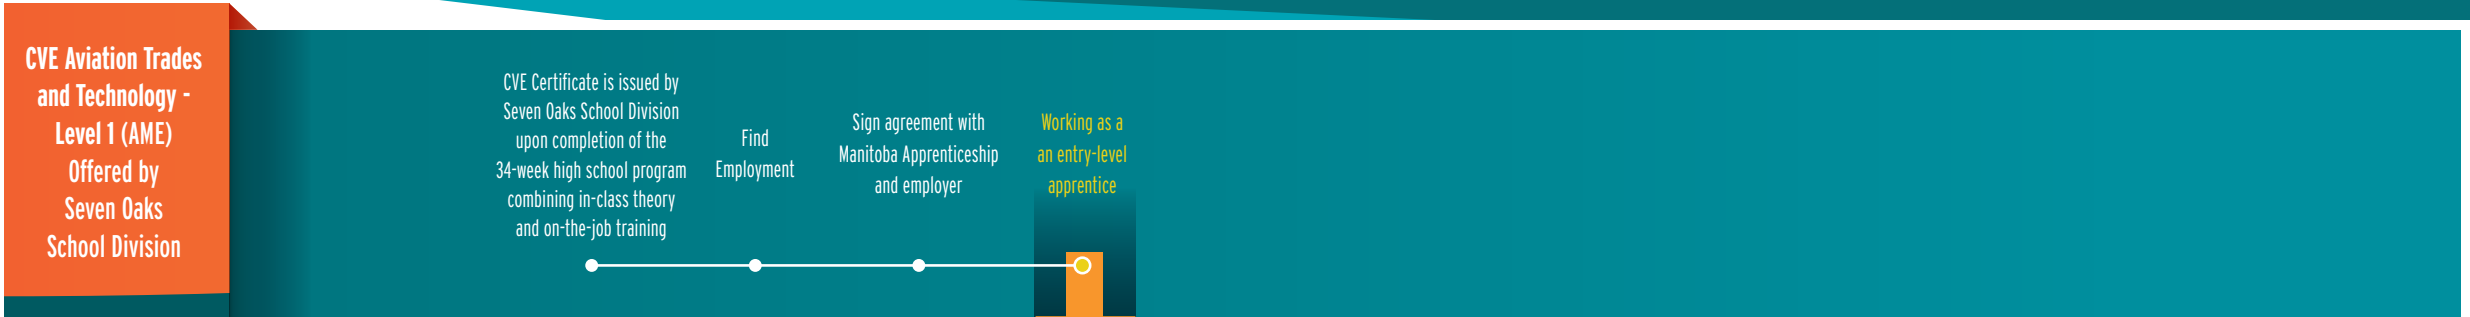 CVE Aviation Trades
and Technology -
Level 1 (AME)
Offered by
Seven Oaks
School Division
CVE Certificate is issued by
Seven Oaks School Division
upon completion of the
34-week high school program
combining in-class theory
and on-the-job training
Find
Employment
Sign agreement with
Manitoba Apprenticeship
and employer
Working as a
an entry-level
apprentice